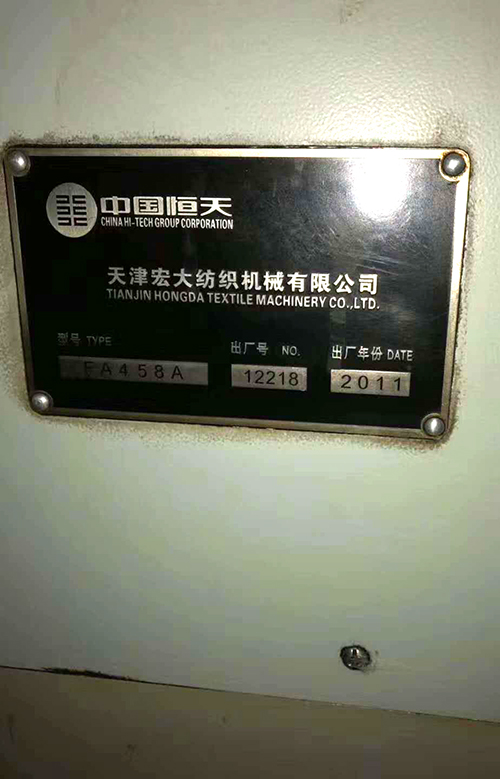 中国恒天
CHINA HI-TECH GROUP CORPORATION
天津宏大纺织机械有限公司
TIANJIN HONGDA TEXTILE MACHINERY CO.,LTD.
型号 TYPE 出厂号 NO. 出厂年份 DATE
FA458A 12218 2011